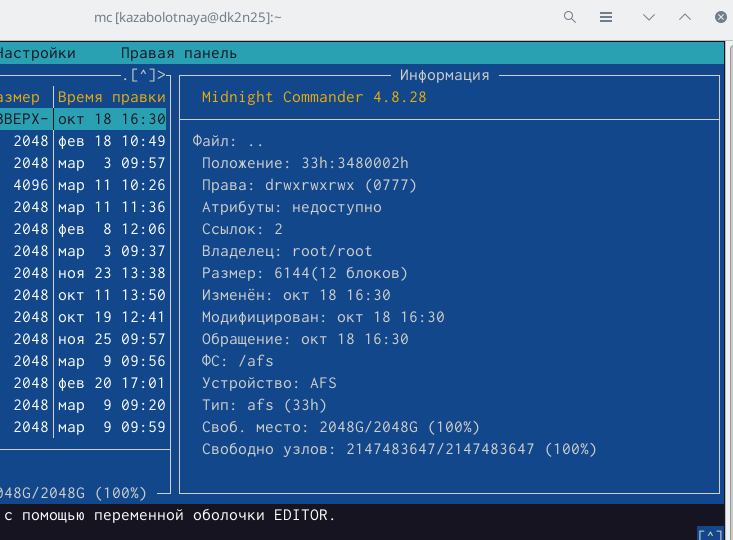 mc [kazabolotnaya@dk2n25]:~
Настройки Правая панель
.[^]> Информация
азмер Время правки Midnight Commander 4.8.28
ВВЕРХ- окт 18 16:30
2048 фев 18 10:49 Файл: ..
2048 мар 3 09:57 Положение: 33h:3480002h
4096 мар 11 10:26 Права: drwxrwxrwx (0777)
2048 мар 11 11:36 Атрибуты: недоступно
2048 фев 8 12:06 Ссылок: 2
2048 мар 3 09:37 Владелец: root/root
2048 ноя 23 13:38 Размер: 6144(12 блоков)
2048 окт 11 13:50 Изменён: окт 18 16:30
2048 окт 19 12:41 Модифицирован: окт 18 16:30
2048 ноя 25 09:57 Обращение: окт 18 16:30
2048 мар 9 09:56 ФС: /afs
2048 фев 20 17:01 Устройство: AFS
2048 мар 9 09:20 Тип: afs (33h)
2048 мар 9 09:59 Своб. место: 2048G/2048G (100%)
Свободно узлов: 2147483647/2147483647 (100%)
048G/2048G (100%)
с помощью переменной оболочки EDITOR.
[^]